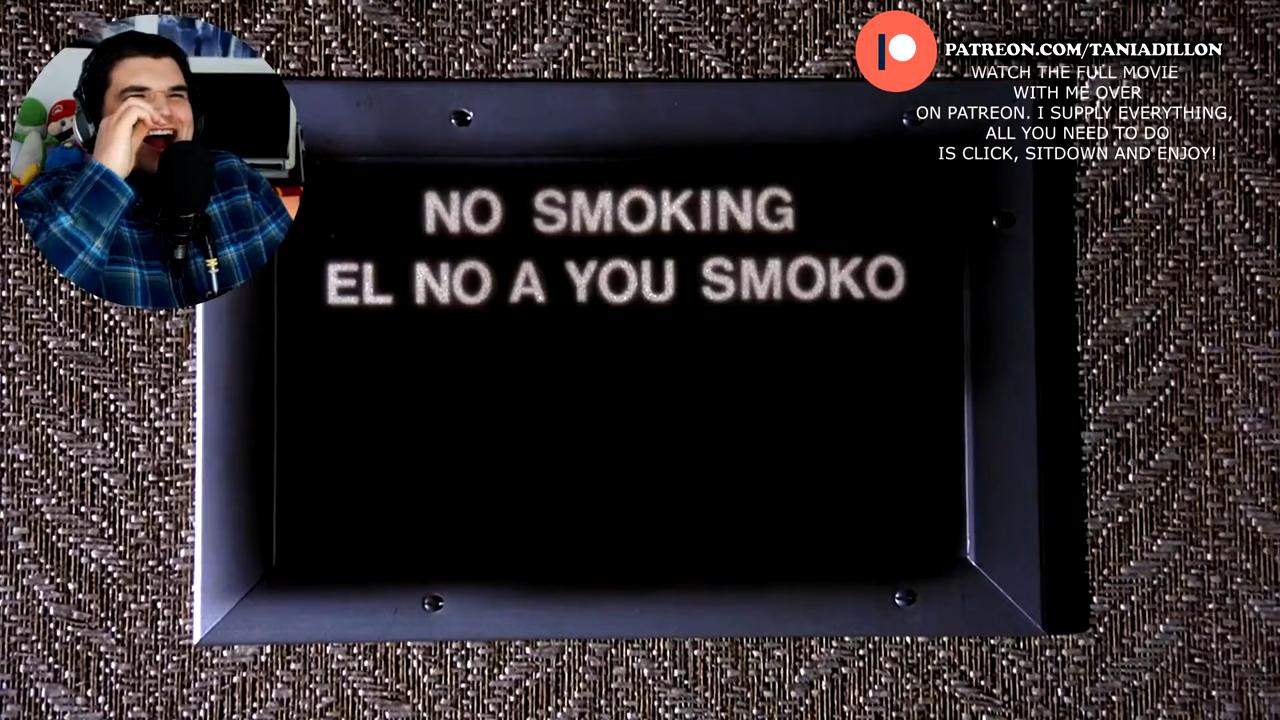 PATREON.COM/TANIADILLON
WATCH THE FULL MOVIE
WITH ME OVER
ON PATREON. I SUPPLY EVERYTHING,
ALL YOU NEED TO DO
IS CLICK, SITDOWN AND ENJOY!
NO SMOKING
EL NO A YOU SMOKO